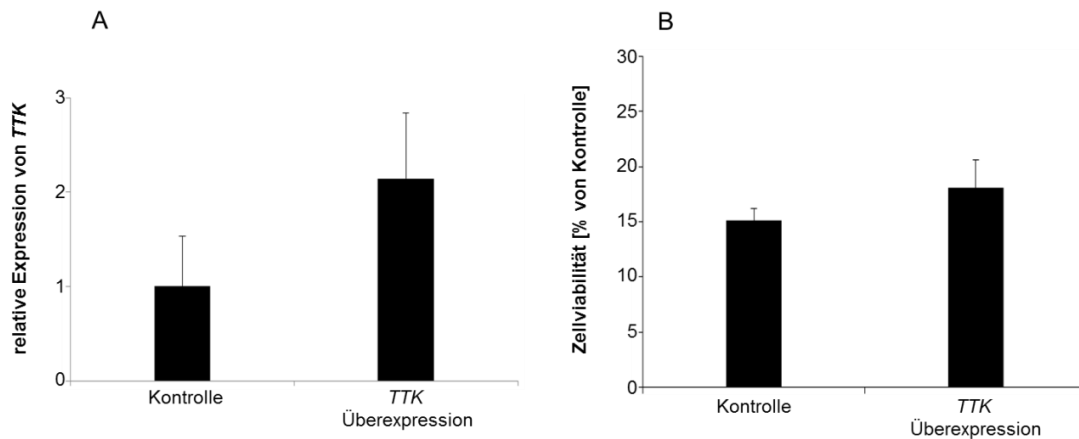 A
relative Expression von TTK
3
2
1
0
Kontrolle
TTK
Überexpression
B
Zellviabilität [% von Kontrolle]
30
25
20
15
10
5
0
Kontrolle
TTK
Überexpression